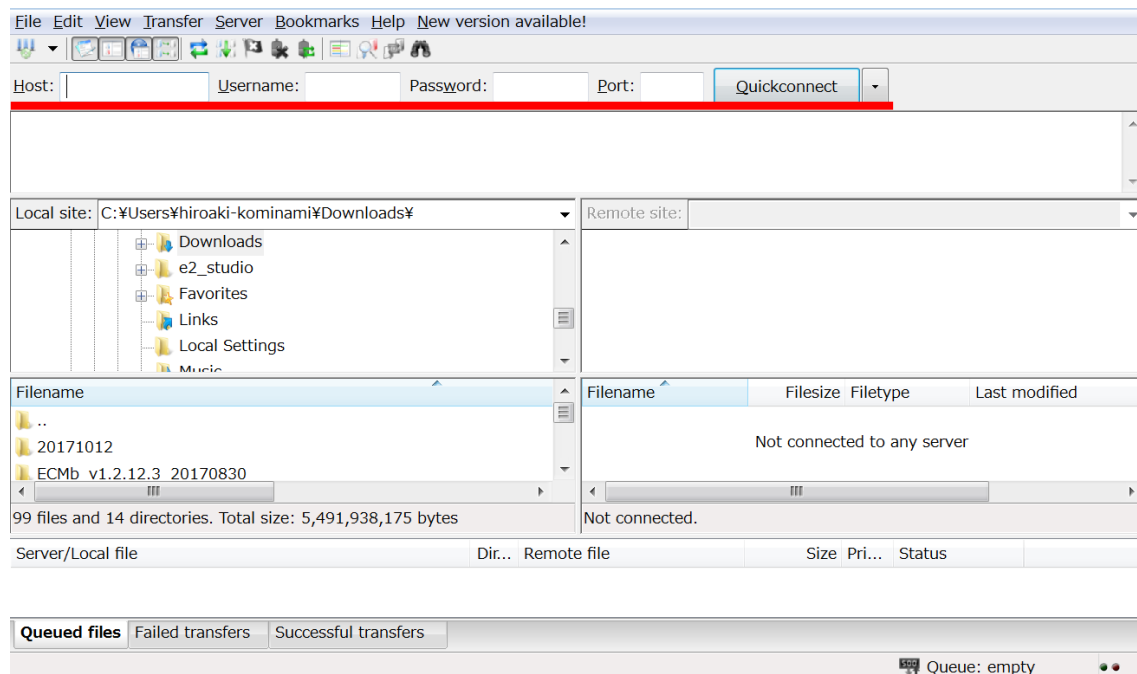 File Edit View Transfer Server Bookmarks Help New version available!
Host: Username: Password: Port: Quickconnect
Local site: C:¥Users¥hiroaki-kominami¥Downloads¥ Remote site:
Downloads
e2_studio
Favorites
Links
Local Settings
Music
Filename Filename Filesize Filetype Last modified
..
20171012 Not connected to any server
ECMb_v1.2.12.3_20170830
99 files and 14 directories. Total size: 5,491,938,175 bytes Not connected.
Server/Local file Dir... Remote file Size Pri... Status
Queued files Failed transfers Successful transfers
Queue: empty